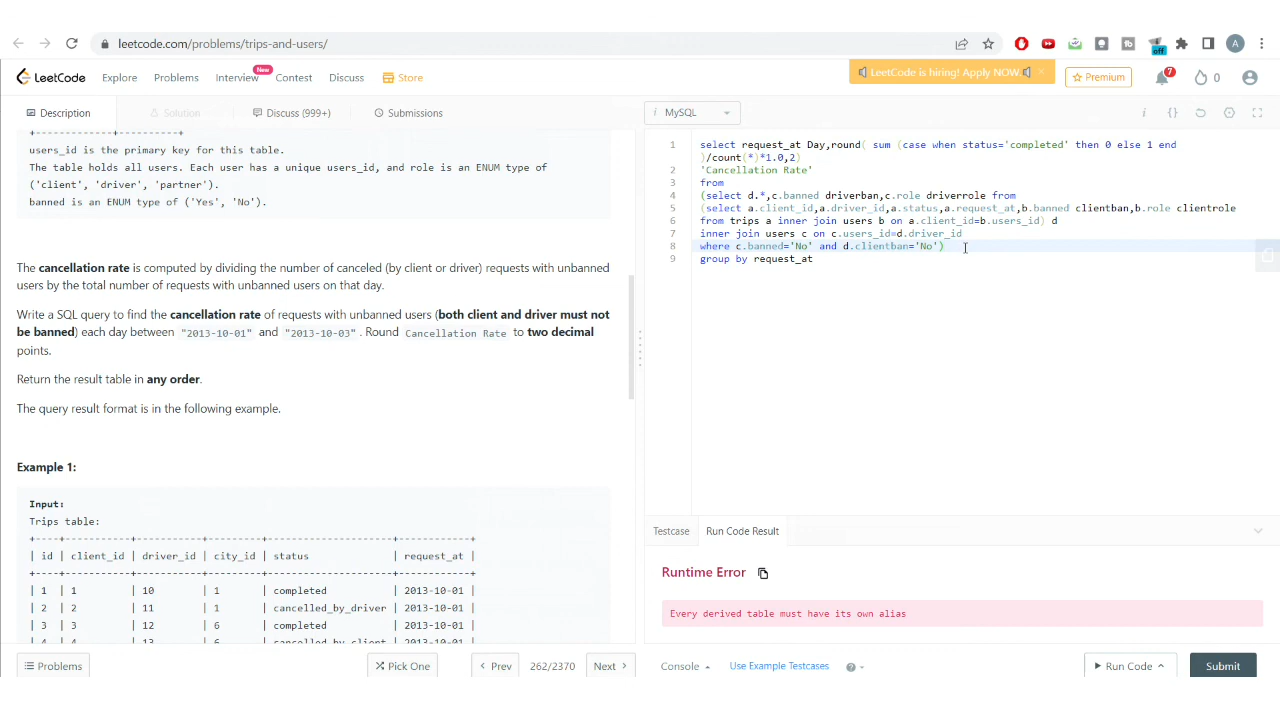 leetcode.com/problems/trips-and-users/
off
A
LeetCode
Explore
Problems
Interview
New
Contest
Discuss
Store
LeetCode is hiring! Apply NOW.
Premium
7
0
Description
Solution
Discuss (999+)
Submissions
i MySQL
i {}
+-------------+----------+
users_id is the primary key for this table.
The table holds all users. Each user has a unique users_id, and role is an ENUM type of
('client', 'driver', 'partner').
banned is an ENUM type of ('Yes', 'No').
The cancellation rate is computed by dividing the number of canceled (by client or driver) requests with unbanned
users by the total number of requests with unbanned users on that day.
Write a SQL query to find the cancellation rate of requests with unbanned users (both client and driver must not
be banned) each day between "2013-10-01" and "2013-10-03". Round Cancellation Rate to two decimal
points.
Return the result table in any order.
The query result format is in the following example.
Example 1:
Input:
Trips table:
+----+-----------+-----------+---------+---------------------+------------+
| id | client_id | driver_id | city_id | status | request_at |
+----+-----------+-----------+---------+---------------------+------------+
| 1 | 1 | 10 | 1 | completed | 2013-10-01 |
| 2 | 2 | 11 | 1 | cancelled_by_driver | 2013-10-01 |
| 3 | 3 | 12 | 6 | completed | 2013-10-01 |
| 4 | 4 | 13 | 6 | cancelled_by_client | 2013-10-01 |
1 select request_at Day,round( sum (case when status='completed' then 0 else 1 end
)/count(*)*1.0,2)
2 'Cancellation Rate'
3 from
4 (select d.*,c.banned driverban,c.role driverrole from
5 (select a.client_id,a.driver_id,a.status,a.request_at,b.banned clientban,b.role clientrole
6 from trips a inner join users b on a.client_id=b.users_id) d
7 inner join users c on c.users_id=d.driver_id
8 where c.banned='No' and d.clientban='No')
9 group by request_at
Testcase
Run Code Result
Runtime Error
Every derived table must have its own alias
Problems
Pick One
Prev
262/2370
Next
Console
Use Example Testcases
?
Run Code
Submit